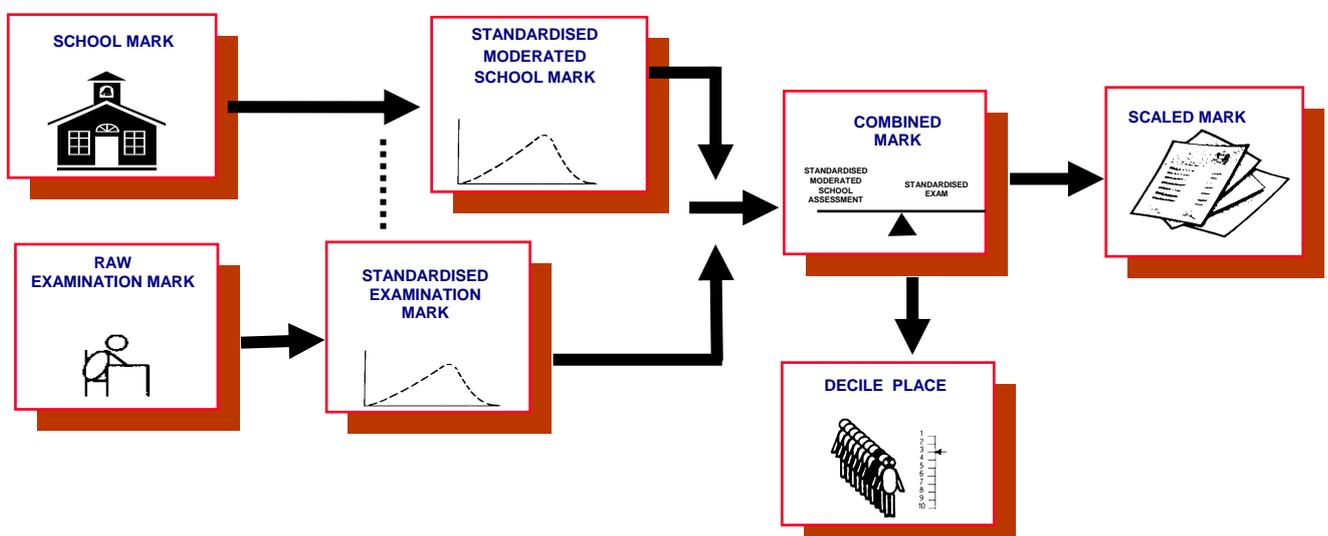 SCHOOL MARK
STANDARDISED
MODERATED
SCHOOL MARK
COMBINED
MARK
STANDARDISED
MODERATED
SCHOOL
ASSESSMENT
STANDARDISED
EXAM
SCALED MARK
RAW
EXAMINATION MARK
STANDARDISED
EXAMINATION
MARK
DECILE PLACE
1
2
3
4
5
6
7
8
9
10